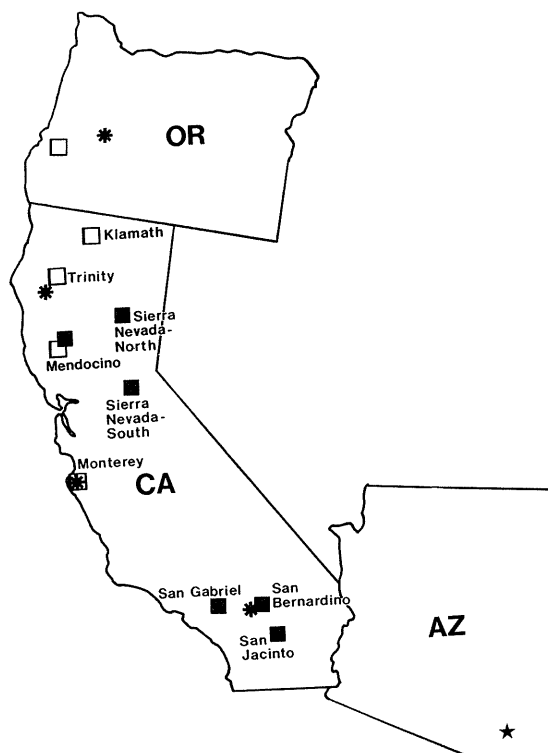 OR
Klamath
Trinity
Sierra
Nevada-
North
Mendocino
Sierra
Nevada-
South
Monterey
CA
San Gabriel
San
Bernardino
San
Jacinto
AZ